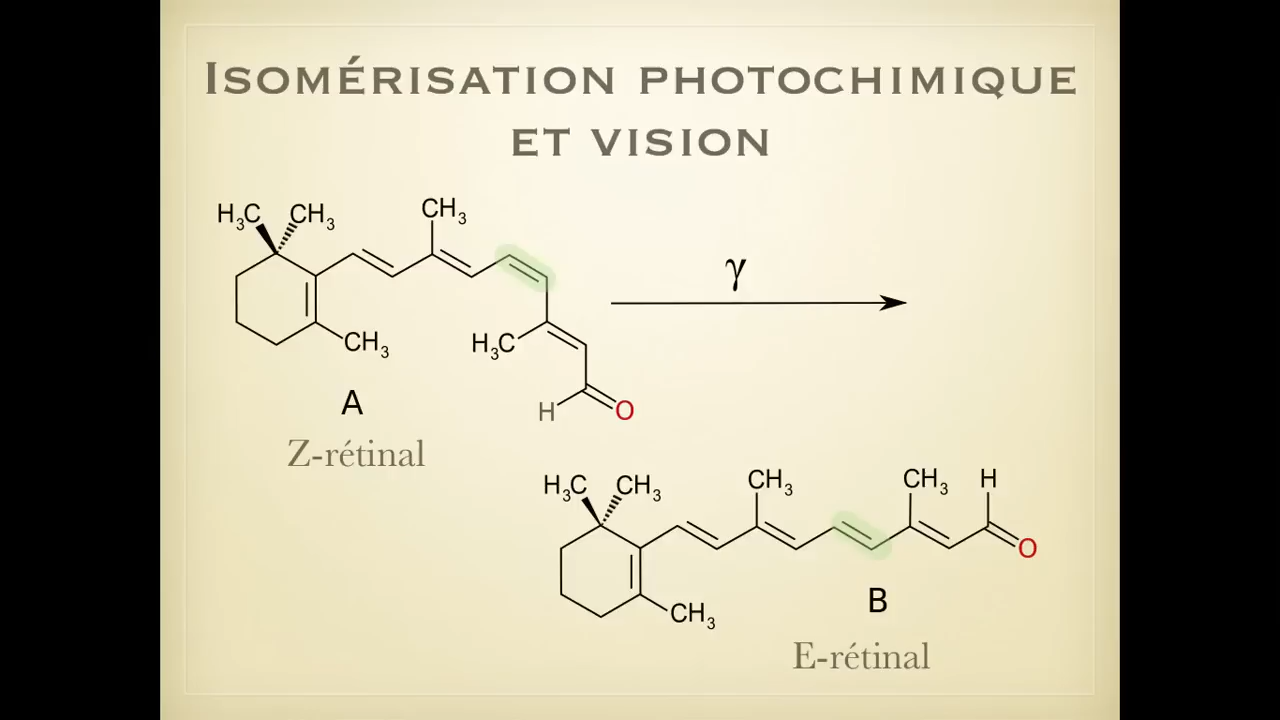 ISOMÉRISATION PHOTOCHIMIQUE
ET VISION
H₃C CH₃ CH₃
γ
H₃C
CH₃
H O
A
Z-rétinal
H₃C CH₃ CH₃ CH₃ H
O
CH₃
B
E-rétinal